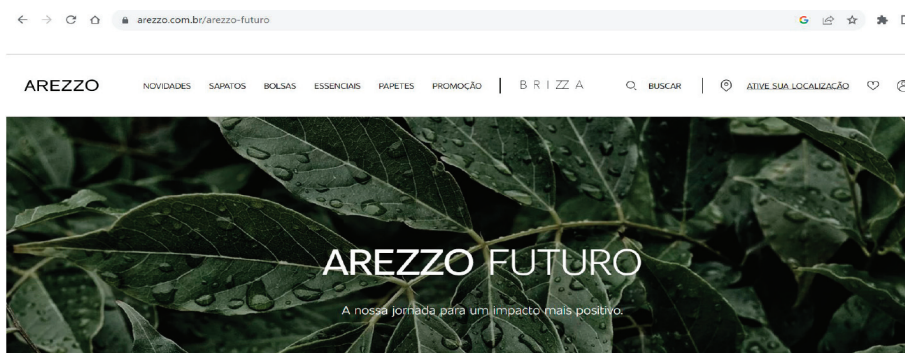 arezzo.com.br/arezzo-futuro
AREZZO NOVIDADES SAPATOS BOLSAS ESSENCIAIS PAPETES PROMOÇÃO BRIZZA BUSCAR ATIVE SUA LOCALIZAÇÃO
AREZZO FUTURO
A nossa jornada para um impacto mais positivo.